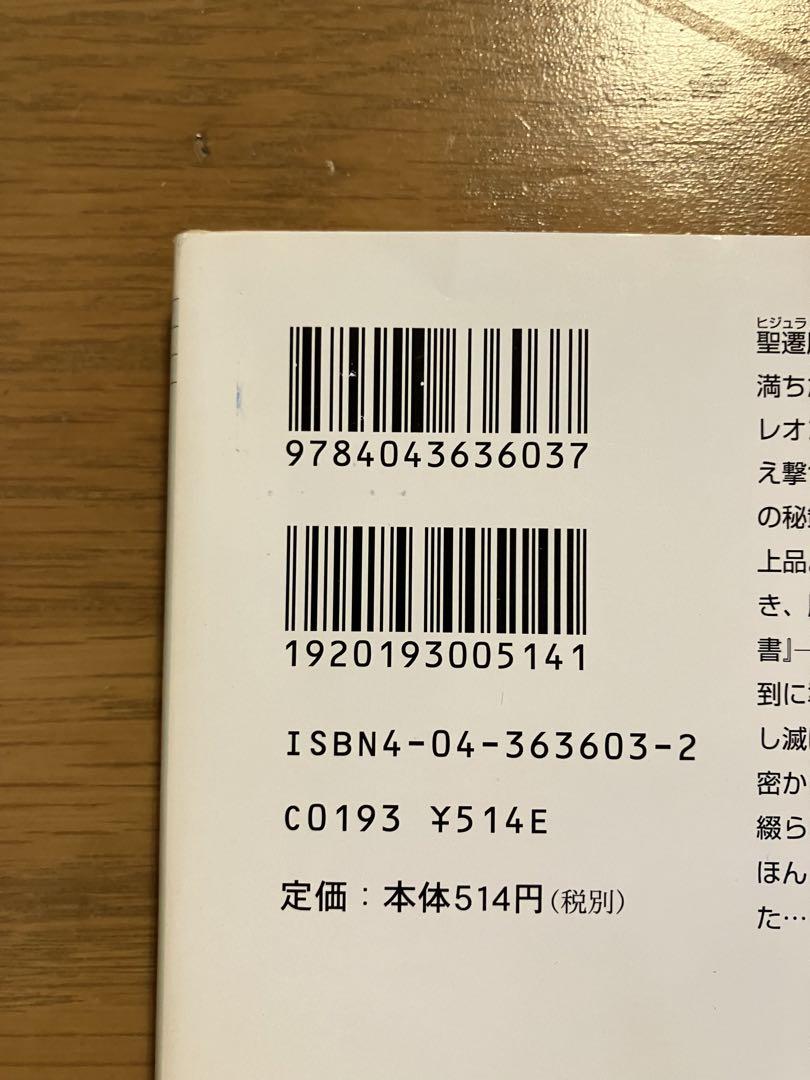 9784043636037
1920193005141
ISBN4-04-363603-2
C0193 ¥514E
定価：本体514円(税別)
ヒジュラ
聖遷
満ち
レオ
え撃
の秘
上品
き、
書』─
到に
し滅
密か
綴ら
ほん
た…